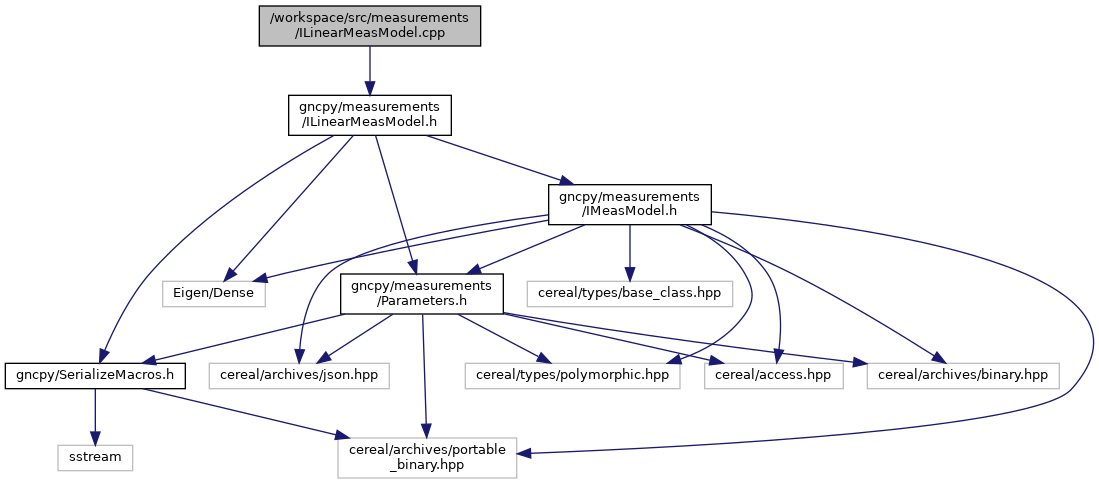 /workspace/src/measurements
/ILinearMeasModel.cpp
gncpy/measurements
/ILinearMeasModel.h
gncpy/measurements
/IMeasModel.h
Eigen/Dense
gncpy/measurements
/Parameters.h
cereal/types/base_class.hpp
gncpy/SerializeMacros.h
cereal/archives/json.hpp
cereal/types/polymorphic.hpp
cereal/access.hpp
cereal/archives/binary.hpp
sstream
cereal/archives/portable
_binary.hpp